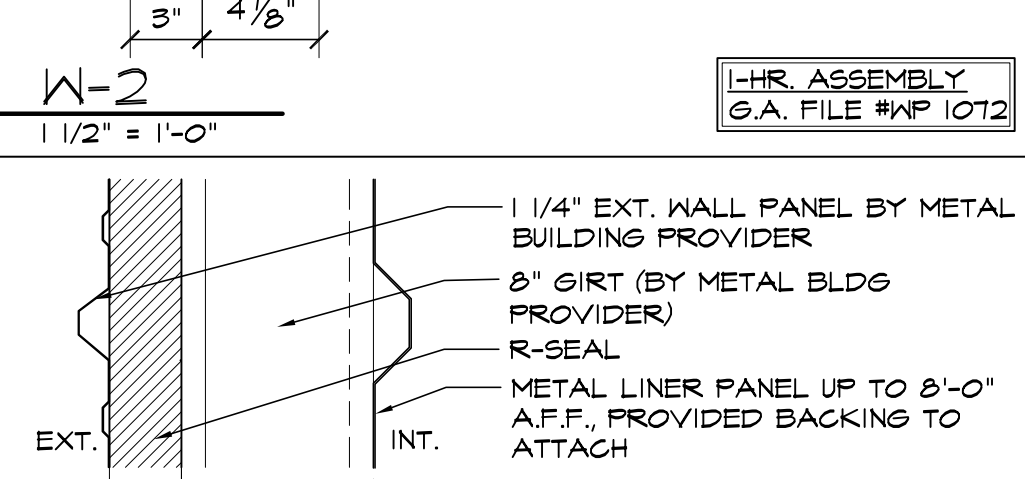 3" 4 1/8"
W-2
1 1/2" = 1'-0"
1-HR. ASSEMBLY
G.A. FILE #WP 1072
1 1/4" EXT. WALL PANEL BY METAL
BUILDING PROVIDER
8" GIRT (BY METAL BLDG
PROVIDER)
R-SEAL
METAL LINER PANEL UP TO 8'-0"
A.F.F., PROVIDED BACKING TO
ATTACH
EXT.
INT.